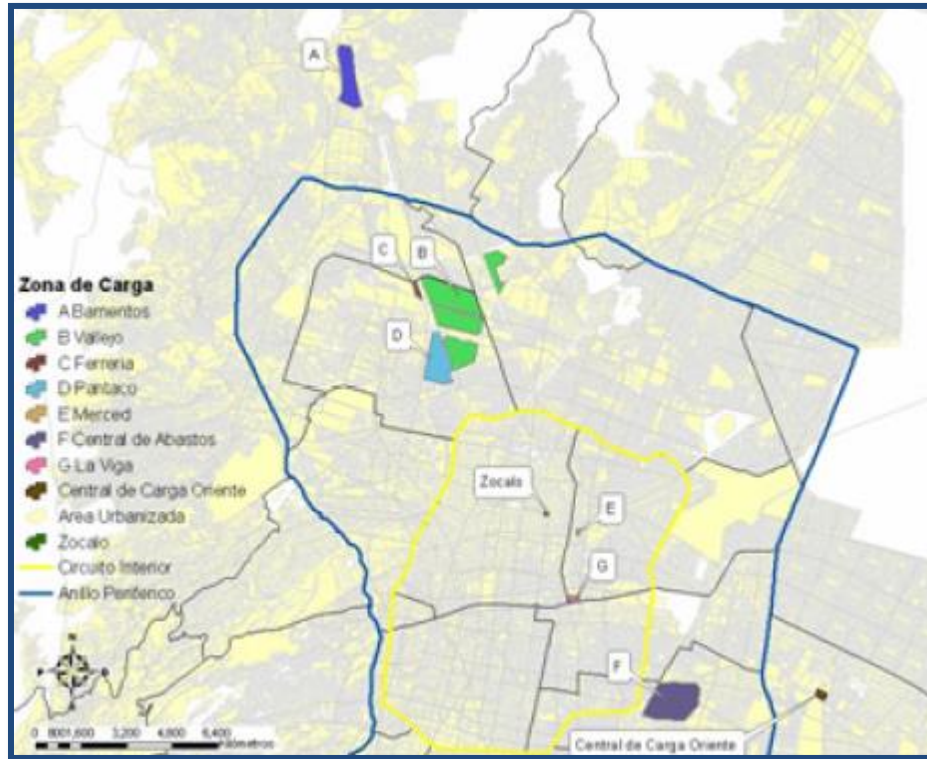 A
C
B
D
Zona de Carga
A Barrientos
B Vallejo
C Ferreria
D Pantaco
E Merced
F Central de Abastos
G La Viga
Central de Carga Oriente
Area Urbanizada
Zocalo
Circuito Interior
Anillo Periferico
Zocalo
E
G
F
Central de Carga Oriente
N
0 8001,600 3,200 4,800 6,400
Kilómetros